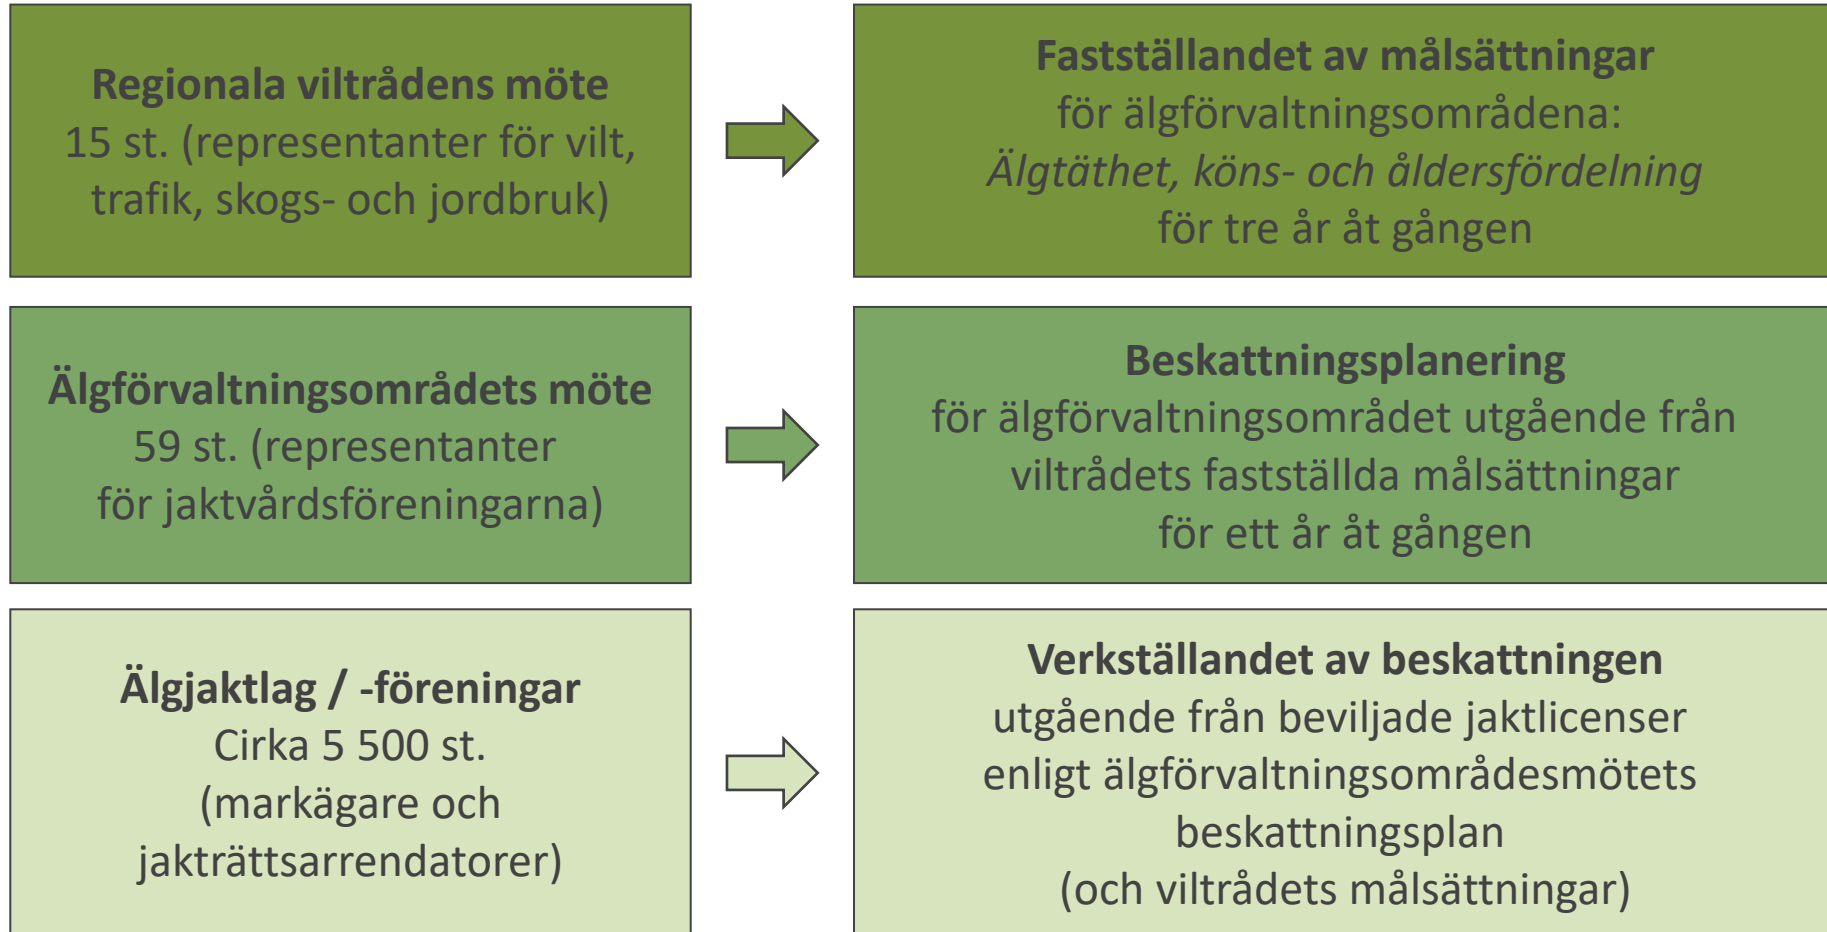 Regionala viltrådens möte
15 st. (representanter för vilt,
trafik, skogs- och jordbruk)
Fastställandet av målsättningar
för älgförvaltningsområdena:
Älgtäthet, köns- och åldersfördelning
för tre år åt gången
Älgförvaltningsområdets möte
59 st. (representanter
för jaktvårdsföreningarna)
Beskattningsplanering
för älgförvaltningsområdet utgående från
viltrådets fastställda målsättningar
för ett år åt gången
Älgjaktlag / -föreningar
Cirka 5 500 st.
(markägare och
jakträttsarrendatorer)
Verkställandet av beskattningen
utgående från beviljade jaktlicenser
enligt älgförvaltningsområdesmötets
beskattningsplan
(och viltrådets målsättningar)